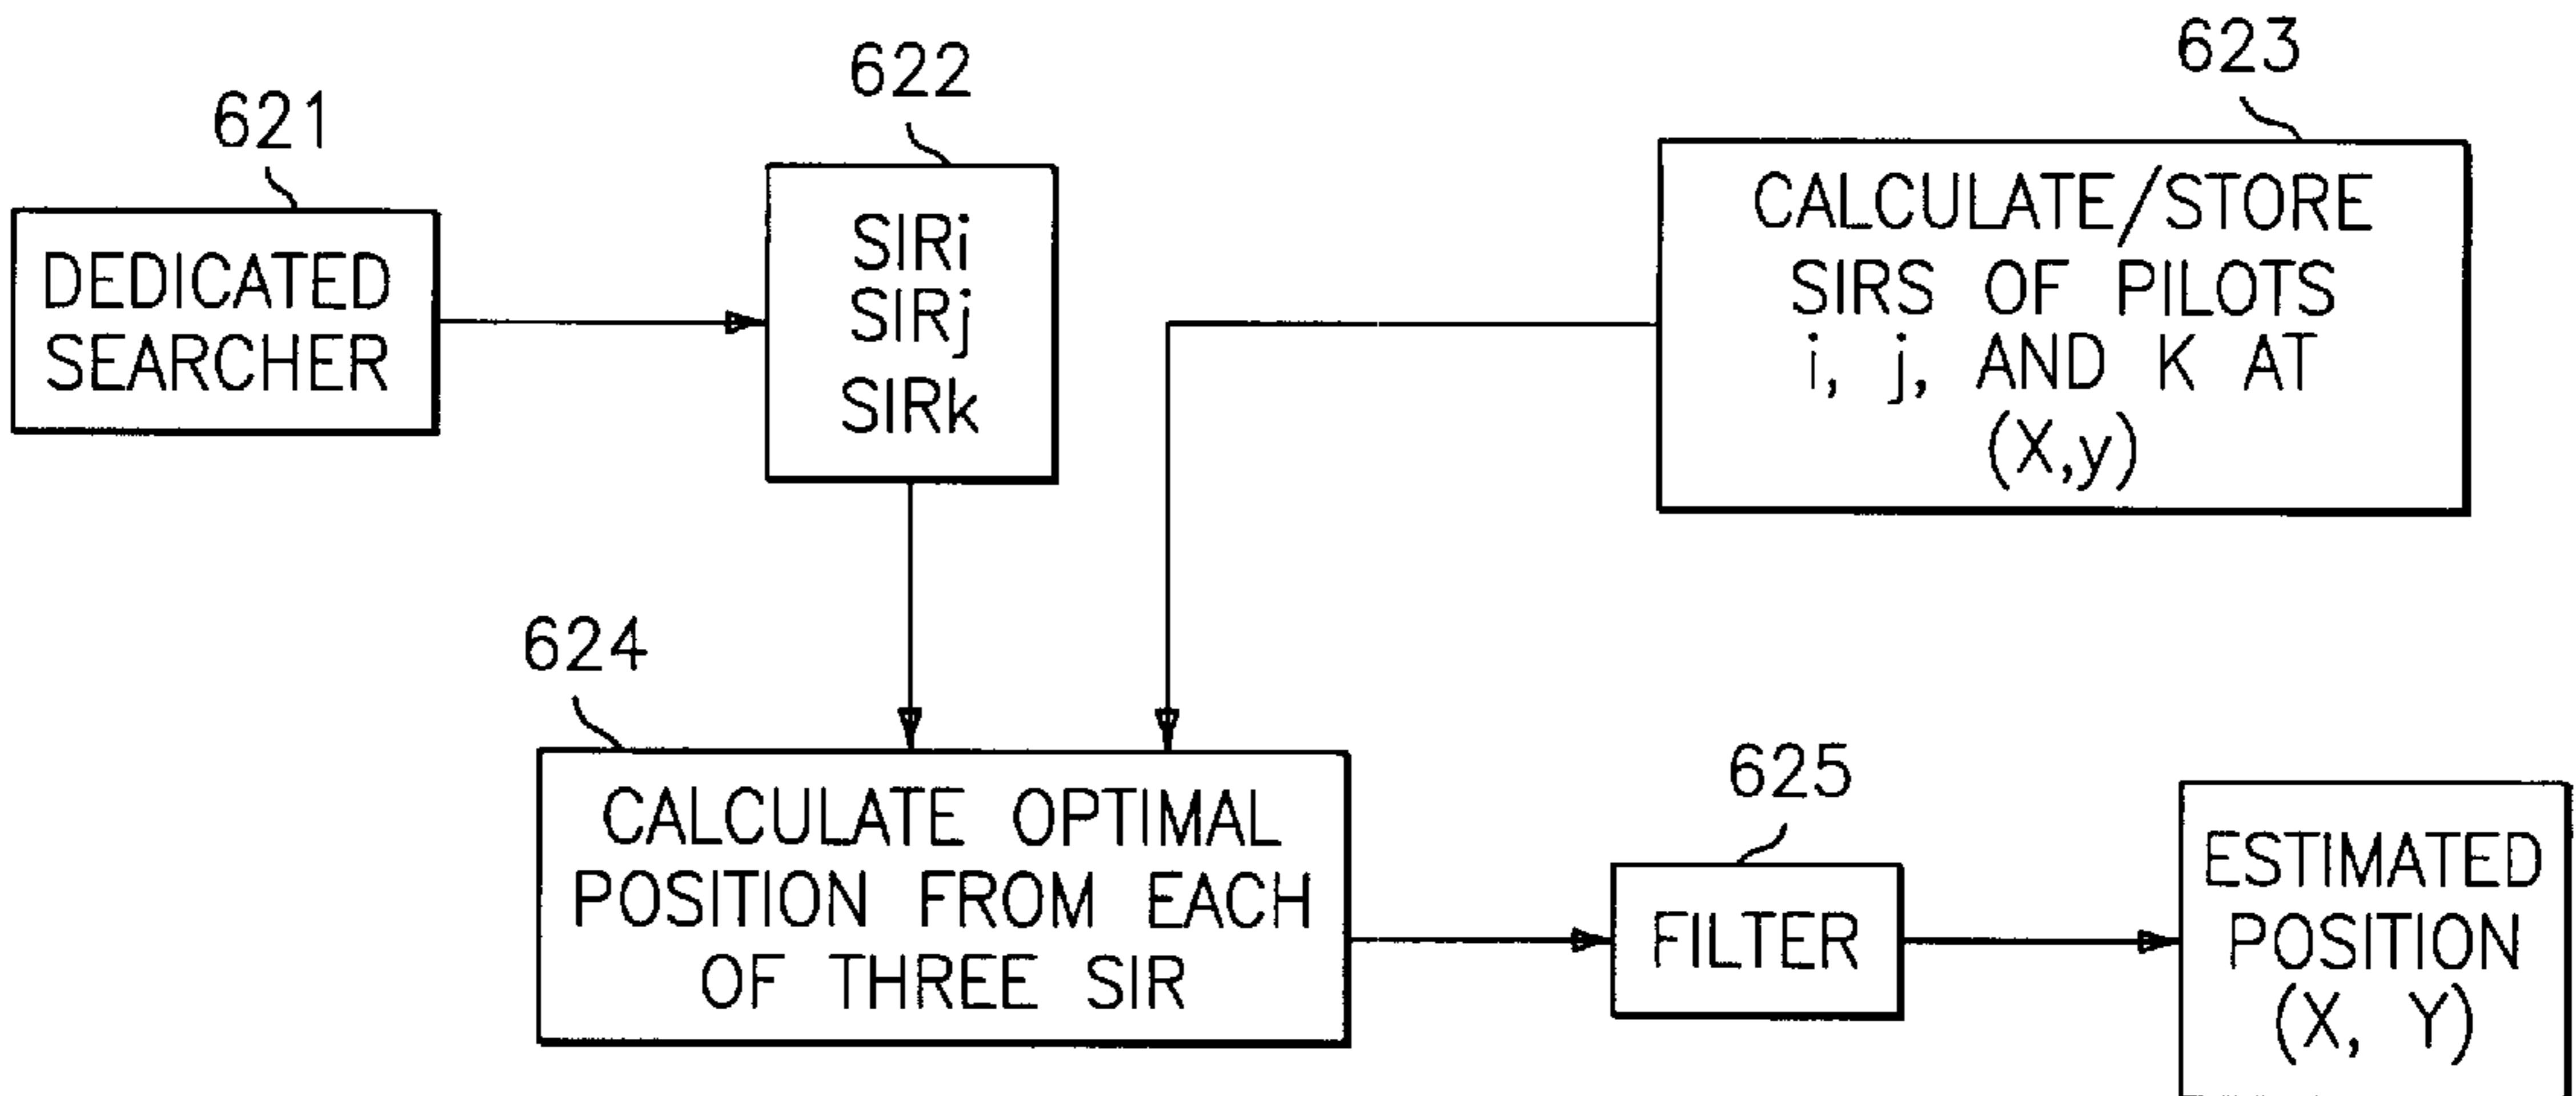 621
DEDICATED
SEARCHER
622
SIRi
SIRj
SIRk
623
CALCULATE/STORE
SIRS OF PILOTS
i, j, AND K AT
(X,y)
624
CALCULATE OPTIMAL
POSITION FROM EACH
OF THREE SIR
625
FILTER
ESTIMATED
POSITION
(X, Y)